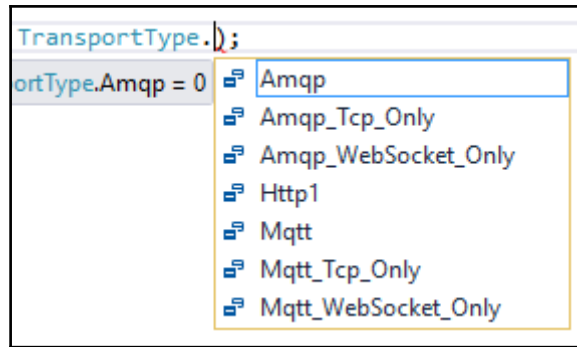 TransportType.);
ortType.Amqp = 0
Amqp
Amqp_Tcp_Only
Amqp_WebSocket_Only
Http1
Mqtt
Mqtt_Tcp_Only
Mqtt_WebSocket_Only